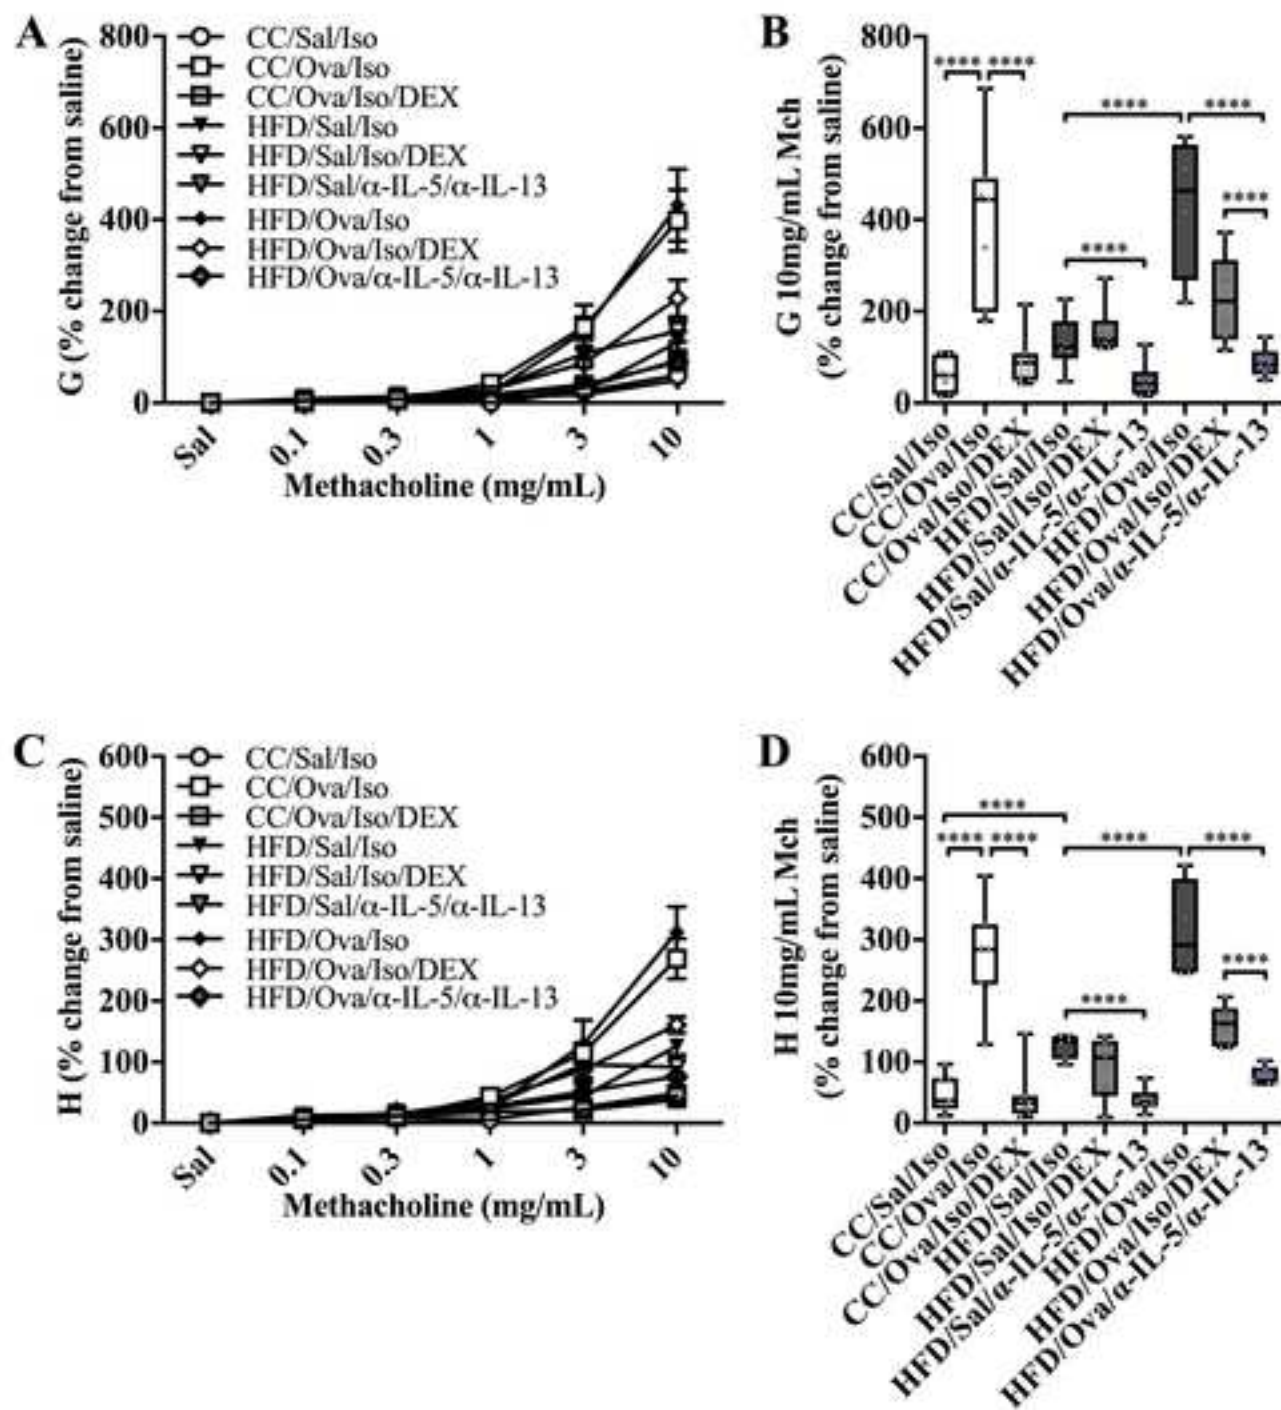 A
G (% change from saline)
800
600
400
200
0
CC/Sal/Iso
CC/Ova/Iso
CC/Ova/Iso/DEX
HFD/Sal/Iso
HFD/Sal/Iso/DEX
HFD/Sal/α-IL-5/α-IL-13
HFD/Ova/Iso
HFD/Ova/Iso/DEX
HFD/Ova/α-IL-5/α-IL-13
Sal
0.1
0.3
1
3
10
Methacholine (mg/mL)
B
G 10mg/mL Mch
(% change from saline)
800
600
400
200
0
**** ****
**** ****
****
****
CC/Sal/Iso
CC/Ova/Iso
CC/Ova/Iso/DEX
HFD/Sal/Iso
HFD/Sal/Iso/DEX
HFD/Sal/α-IL-5/α-IL-13
HFD/Ova/Iso
HFD/Ova/Iso/DEX
HFD/Ova/α-IL-5/α-IL-13
C
H (% change from saline)
600
500
400
300
200
100
0
CC/Sal/Iso
CC/Ova/Iso
CC/Ova/Iso/DEX
HFD/Sal/Iso
HFD/Sal/Iso/DEX
HFD/Sal/α-IL-5/α-IL-13
HFD/Ova/Iso
HFD/Ova/Iso/DEX
HFD/Ova/α-IL-5/α-IL-13
Sal
0.1
0.3
1
3
10
Methacholine (mg/mL)
D
H 10mg/mL Mch
(% change from saline)
600
500
400
300
200
100
0
****
**** **** **** ****
****
****
CC/Sal/Iso
CC/Ova/Iso
CC/Ova/Iso/DEX
HFD/Sal/Iso
HFD/Sal/Iso/DEX
HFD/Sal/α-IL-5/α-IL-13
HFD/Ova/Iso
HFD/Ova/Iso/DEX
HFD/Ova/α-IL-5/α-IL-13